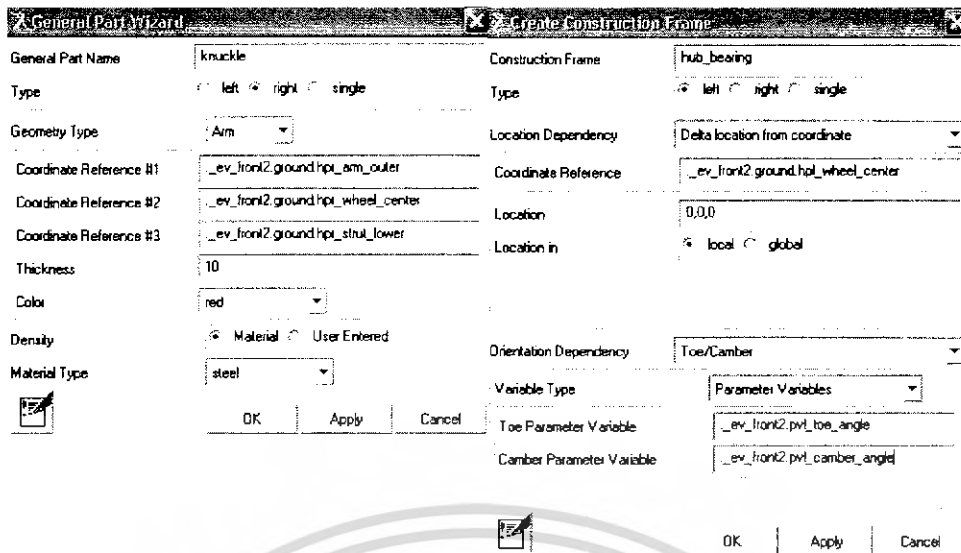 General Part Wizard
General Part Name knuckle
Type left right single
Geometry Type Arm
Coordinate Reference #1 ._ev_front2.ground.hpr_arm_outer
Coordinate Reference #2 ._ev_front2.ground.hpr_wheel_center
Coordinate Reference #3 ._ev_front2.ground.hpr_strut_lower
Thickness 10
Color red
Density Material User Entered
Material Type steel
OK Apply Cancel
Create Construction Frame
Construction Frame hub_bearing
Type left right single
Location Dependency Delta location from coordinate
Coordinate Reference ._ev_front2.ground.hpl_wheel_center
Location 0,0,0
Location in local global
Orientation Dependency Toe/Camber
Variable Type Parameter Variables
Toe Parameter Variable ._ev_front2.pvl_toe_angle
Camber Parameter Variable ._ev_front2.pvl_camber_angle
OK Apply Cancel